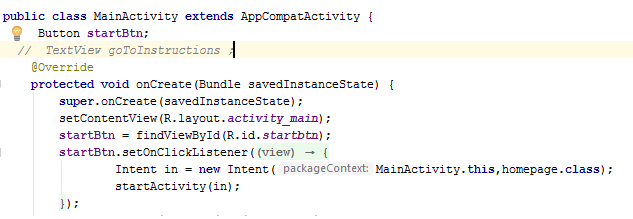 public class MainActivity extends AppCompatActivity {
Button startBtn;
// TextView goToInstructions ;
@Override
protected void onCreate(Bundle savedInstanceState) {
super.onCreate(savedInstanceState);
setContentView(R.layout.activity_main);
startBtn = findViewById(R.id.startbtn);
startBtn.setOnClickListener((view) → {
Intent in = new Intent( packageContext: MainActivity.this,homepage.class);
startActivity(in);
});